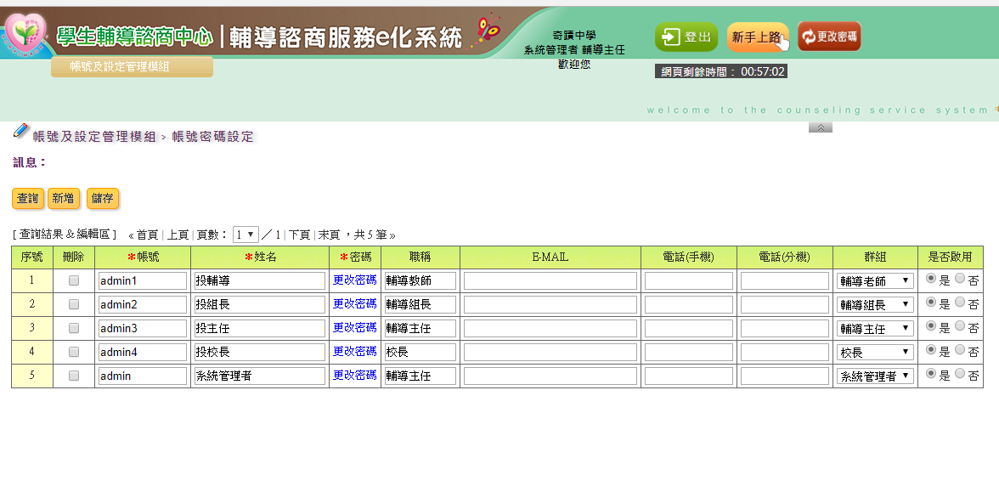 學生輔導諮商中心 | 輔導諮商服務e化系統
奇蹟中學
系統管理者 輔導主任
歡迎您
登出 新手上路 更改密碼
帳號及設定管理模組
網頁剩餘時間： 00:57:02
welcome to the counseling service system
帳號及設定管理模組 > 帳號密碼設定
訊息：
查詢 新增 儲存
[ 查詢結果 & 編輯區 ] « 首頁 | 上頁 | 頁數： 1 ／ 1 | 下頁 | 末頁 ，共 5 筆 »
序號 刪除 *帳號 *姓名 *密碼 職稱 E-MAIL 電話(手機) 電話(分機) 群組 是否啟用
1 admin1 投輔導 更改密碼 輔導教師 輔導老師 是 否
2 admin2 投組長 更改密碼 輔導組長 輔導組長 是 否
3 admin3 投主任 更改密碼 輔導主任 輔導主任 是 否
4 admin4 投校長 更改密碼 校長 校長 是 否
5 admin 系統管理者 更改密碼 輔導主任 系統管理者 是 否